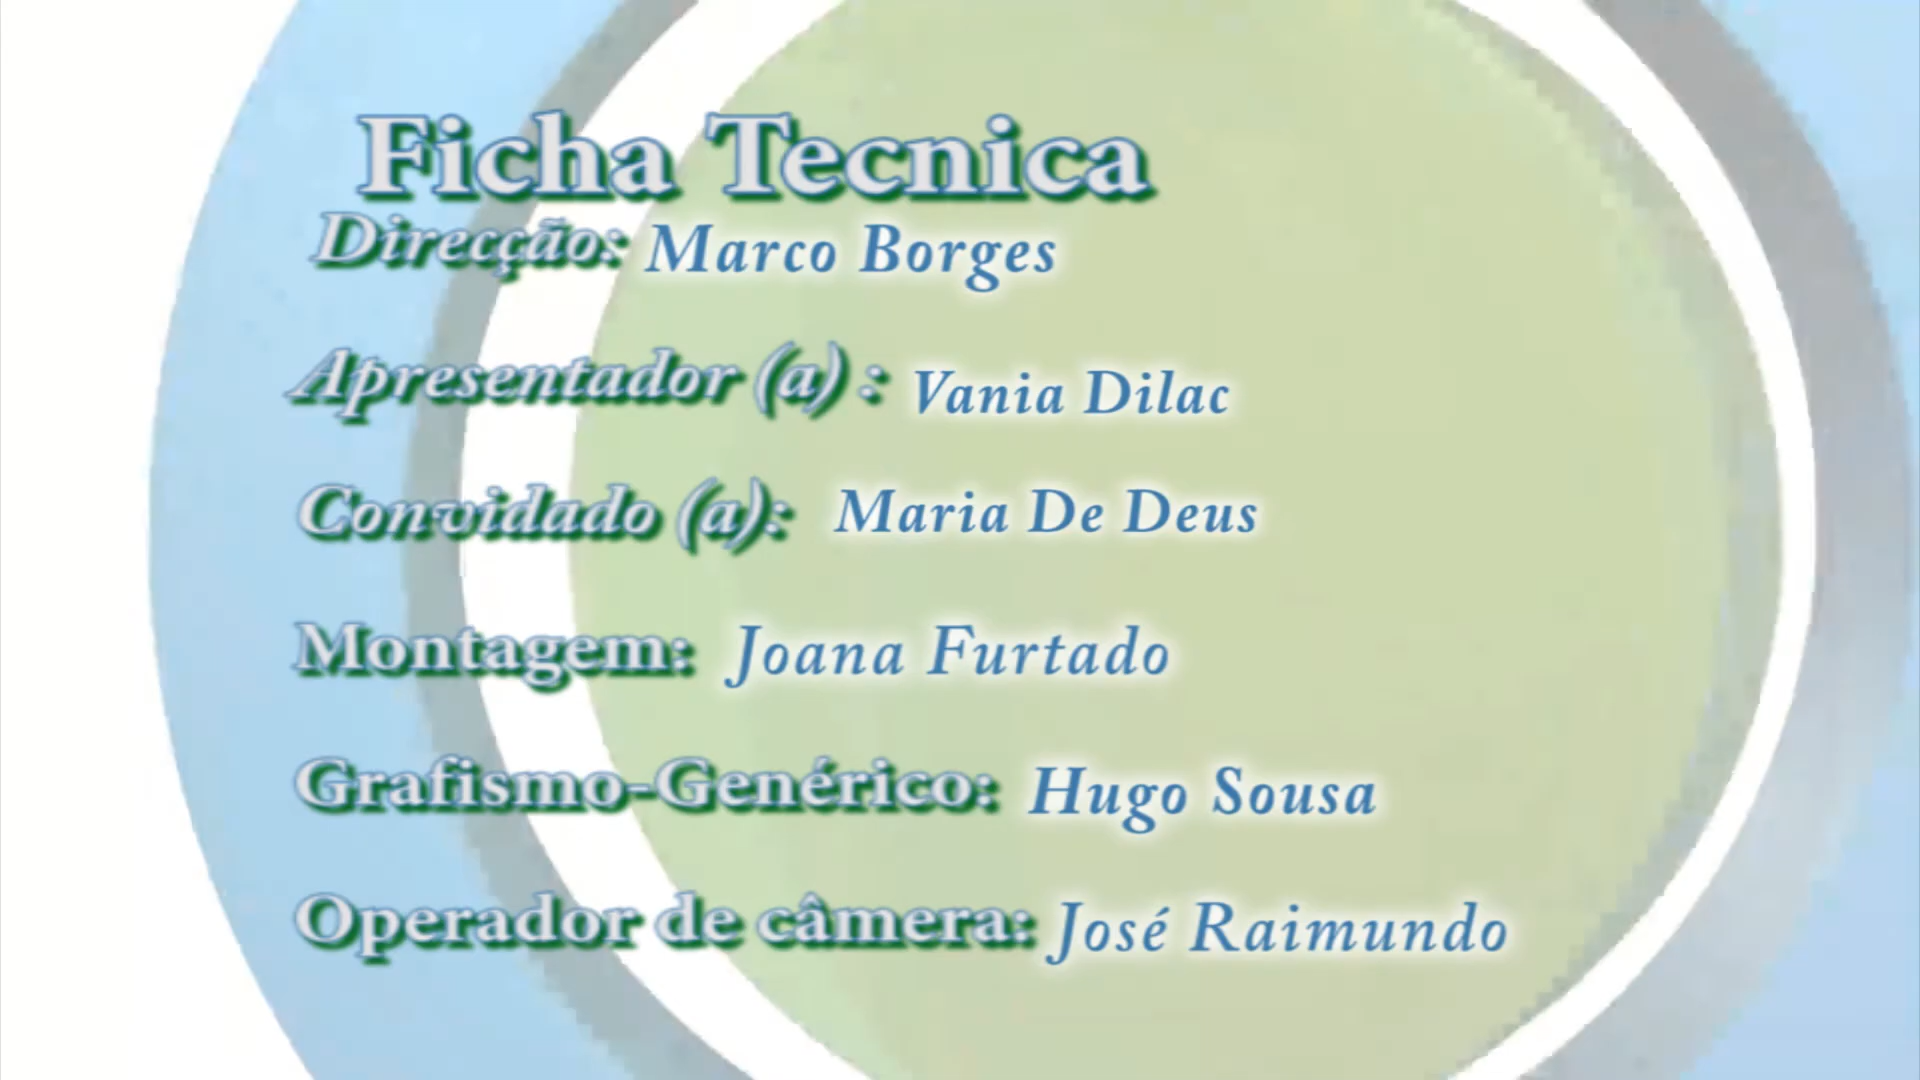 Ficha Tecnica
Direcção: Marco Borges
Apresentador (a) : Vania Dilac
Convidado (a): Maria De Deus
Montagem: Joana Furtado
Grafismo-Genérico: Hugo Sousa
Operador de câmera: José Raimundo